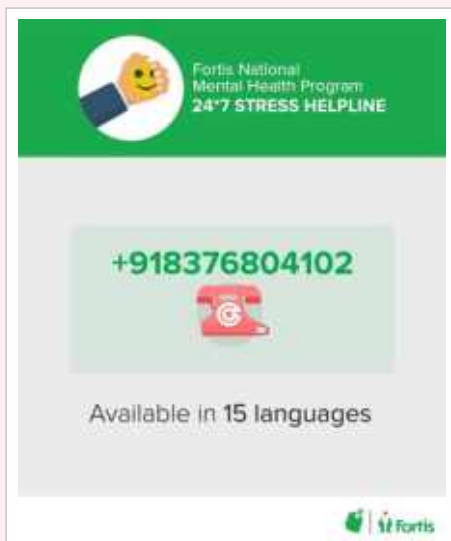 Fortis National
Mental Health Program
24*7 STRESS HELPLINE
+918376804102
Available in 15 languages
Fortis